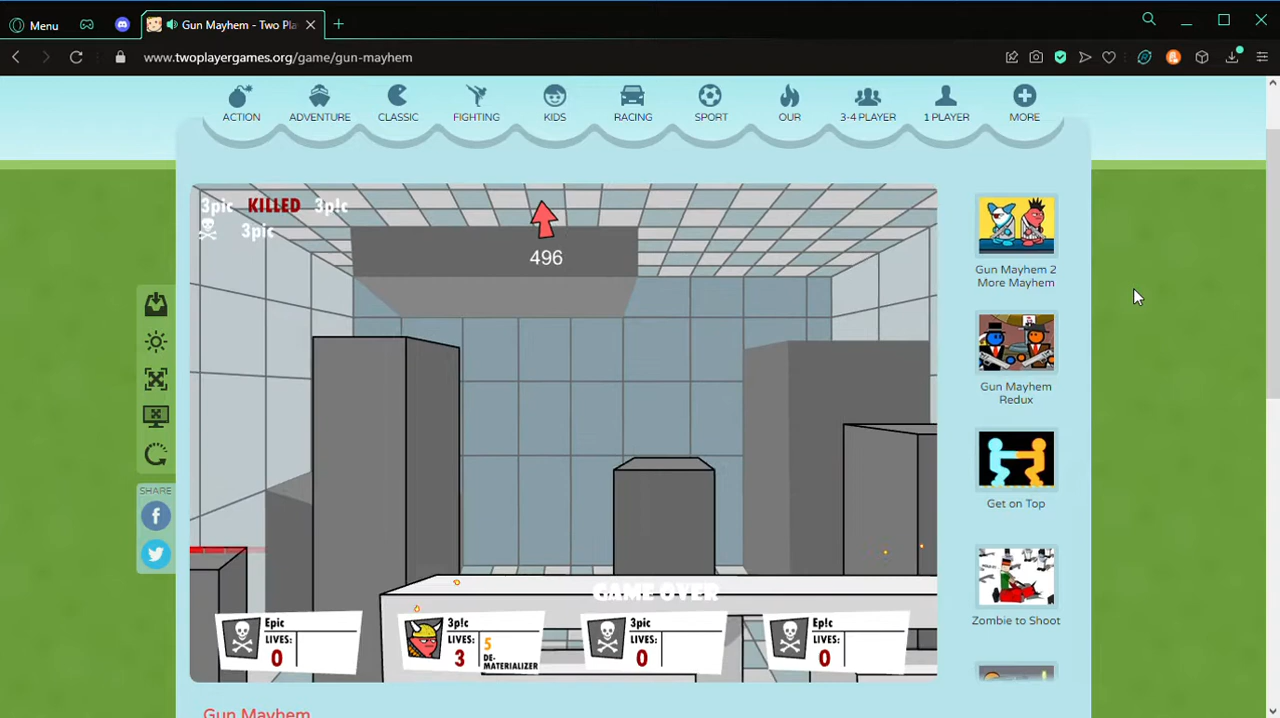 Menu
Gun Mayhem - Two Pla
www.twoplayergames.org/game/gun-mayhem
ACTION
ADVENTURE
CLASSIC
FIGHTING
KIDS
RACING
SPORT
OUR
3-4 PLAYER
1 PLAYER
MORE
3pic KILLED 3p!c
3pic
496
Gun Mayhem 2
More Mayhem
Gun Mayhem
Redux
Get on Top
Zombie to Shoot
SHARE
GAME OVER
Epic
LIVES:
0
3p!c
LIVES:
3
5
DE-
MATERIALIZER
3pic
LIVES:
0
Ep!c
LIVES:
0
Gun Mayhem